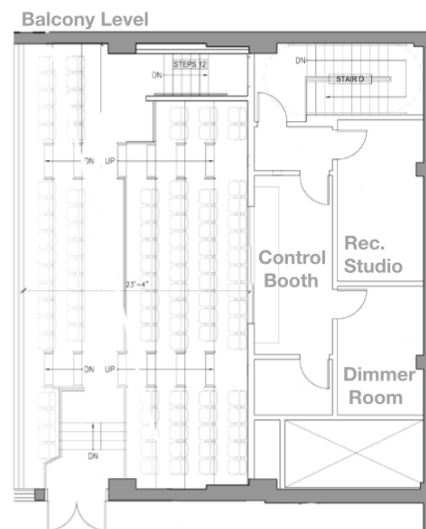 Balcony Level
STEPS 12
DN
DN
STAIR D
DN
UP
Control
Booth
Rec.
Studio
23'-4"
DN
UP
Dimmer
Room
DN